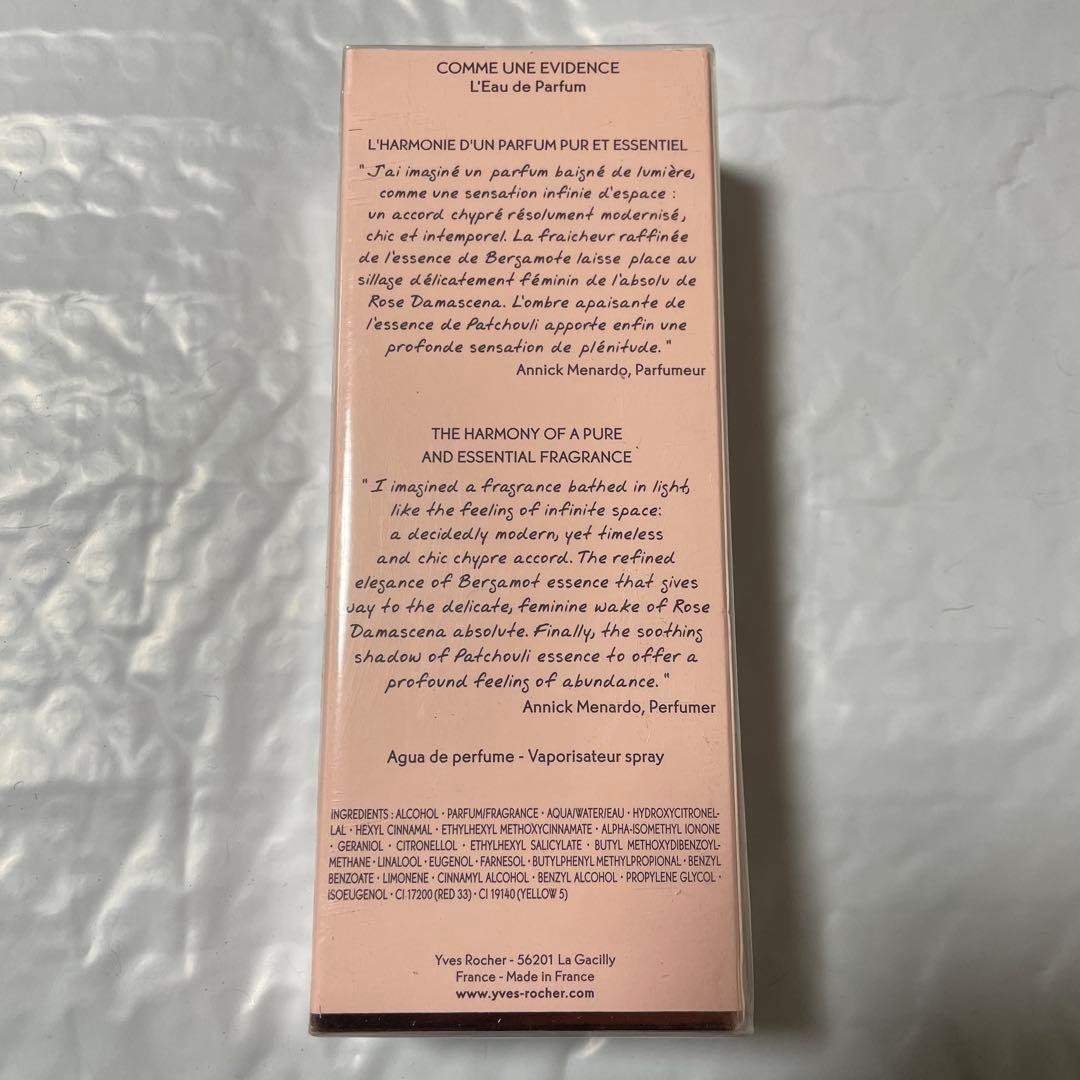 COMME UNE EVIDENCE
L'Eau de Parfum
L'HARMONIE D'UN PARFUM PUR ET ESSENTIEL
"J'ai imaginé un parfum baigné de lumière,
comme une sensation infinie d'espace :
un accord chypré résolument modernisé,
chic et intemporel. La fraicheur raffinée
de l'essence de Bergamote laisse place au
sillage délicatement féminin de l'absolu de
Rose Damascena. L'ombre apaisante de
l'essence de Patchouli apporte enfin une
profonde sensation de plénitude."
Annick Menardo, Parfumeur
THE HARMONY OF A PURE
AND ESSENTIAL FRAGRANCE
"I imagined a fragrance bathed in light,
like the feeling of infinite space:
a decidedly modern, yet timeless
and chic chypre accord. The refined
elegance of Bergamot essence that gives
way to the delicate, feminine wake of Rose
Damascena absolute. Finally, the soothing
shadow of Patchouli essence to offer a
profound feeling of abundance."
Annick Menardo, Perfumer
Agua de perfume - Vaporisateur spray
INGREDIENTS : ALCOHOL · PARFUM/FRAGRANCE · AQUA/WATER/EAU · HYDROXYCITRONEL-
LAL · HEXYL CINNAMAL · ETHYLHEXYL METHOXYCINNAMATE · ALPHA-ISOMETHYL IONONE
· GERANIOL · CITRONELLOL · ETHYLHEXYL SALICYLATE · BUTYL METHOXYDIBENZOYL-
METHANE · LINALOOL · EUGENOL · FARNESOL · BUTYLPHENYL METHYLPROPIONAL · BENZYL
BENZOATE · LIMONENE · CINNAMYL ALCOHOL · BENZYL ALCOHOL · PROPYLENE GLYCOL ·
ISOEUGENOL · CI 17200 (RED 33) · CI 19140 (YELLOW 5)
Yves Rocher - 56201 La Gacilly
France - Made in France
www.yves-rocher.com